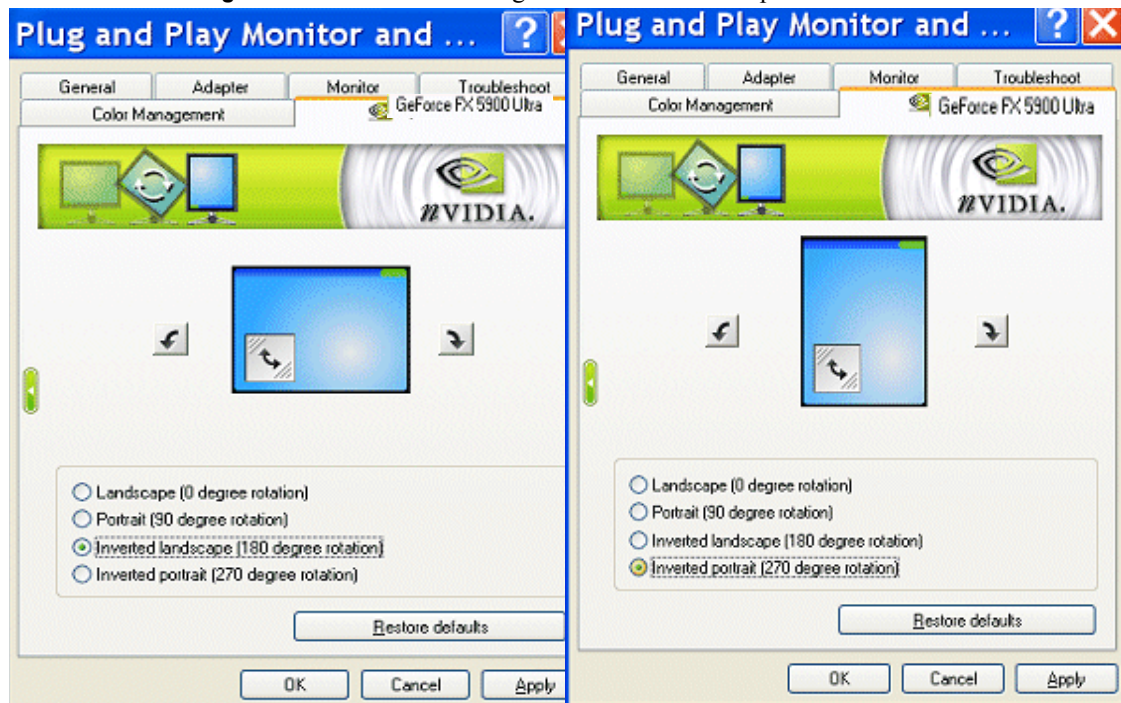 Plug and Play Monitor and ...
General Adapter Monitor Troubleshoot
Color Management GeForce FX 5900 Ultra
nVIDIA.
Landscape (0 degree rotation)
Portrait (90 degree rotation)
Inverted landscape (180 degree rotation)
Inverted portrait (270 degree rotation)
Restore defaults
OK Cancel Apply
Plug and Play Monitor and ...
General Adapter Monitor Troubleshoot
Color Management GeForce FX 5900 Ultra
nVIDIA.
Landscape (0 degree rotation)
Portrait (90 degree rotation)
Inverted landscape (180 degree rotation)
Inverted portrait (270 degree rotation)
Restore defaults
OK Cancel Apply